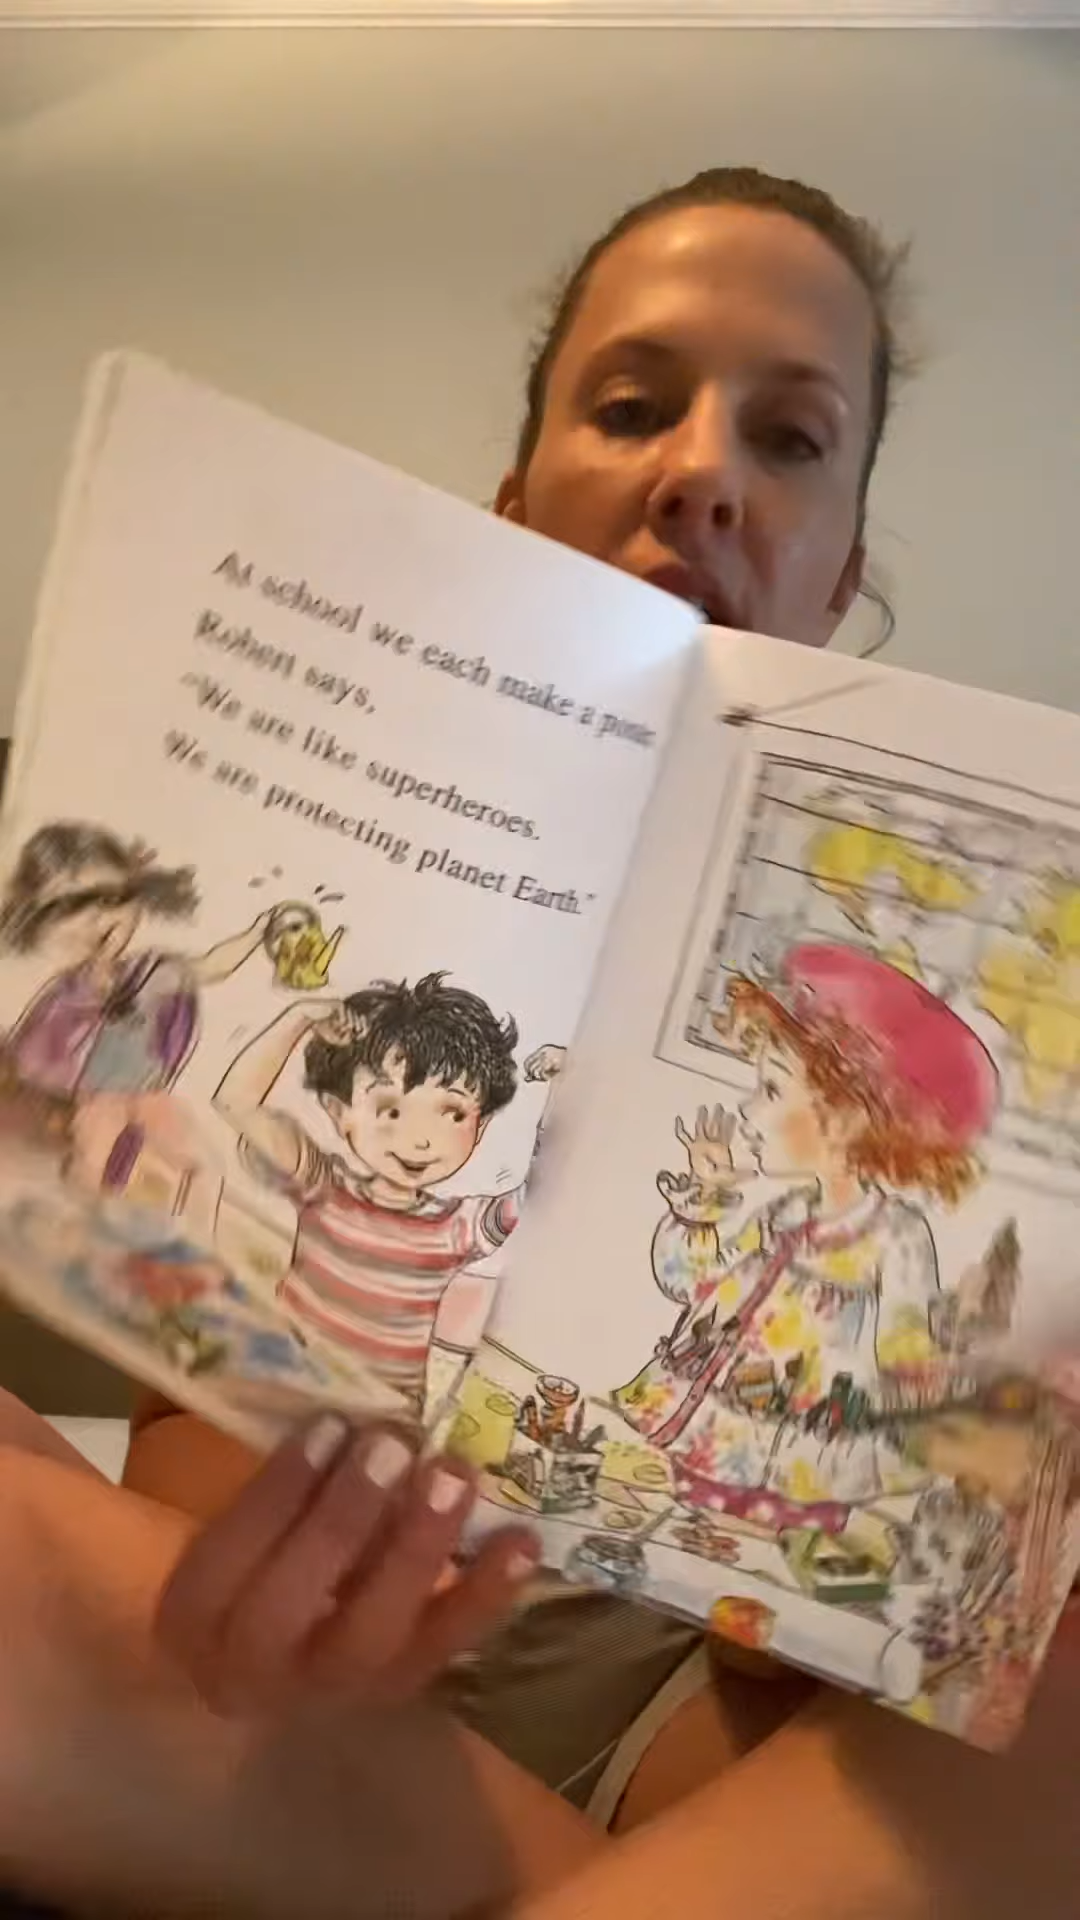 At school we each make a
Robert says,
"We are like superheroes.
We are protecting planet Earth."